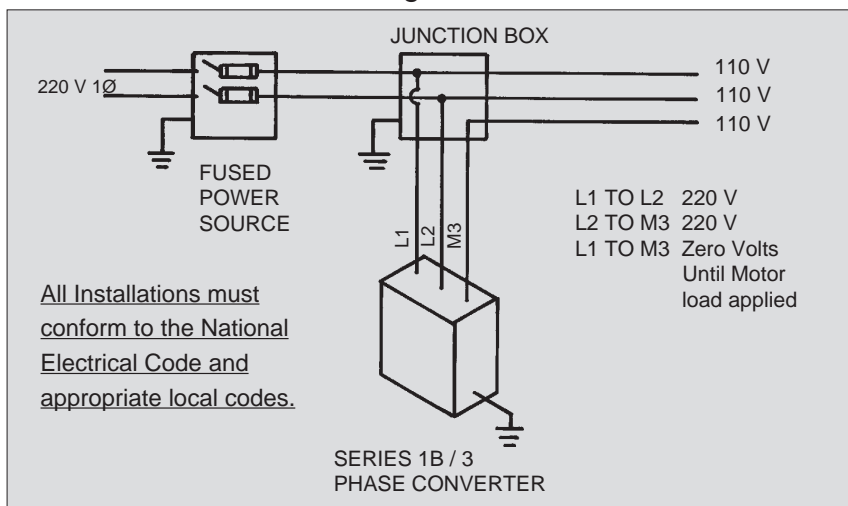 JUNCTION BOX
220 V 1Ø
110 V
110 V
110 V
FUSED
POWER
SOURCE
L1
L2
M3
L1 TO L2 220 V
L2 TO M3 220 V
L1 TO M3 Zero Volts
Until Motor
load applied
All Installations must
conform to the National
Electrical Code and
appropriate local codes.
SERIES 1B / 3
PHASE CONVERTER